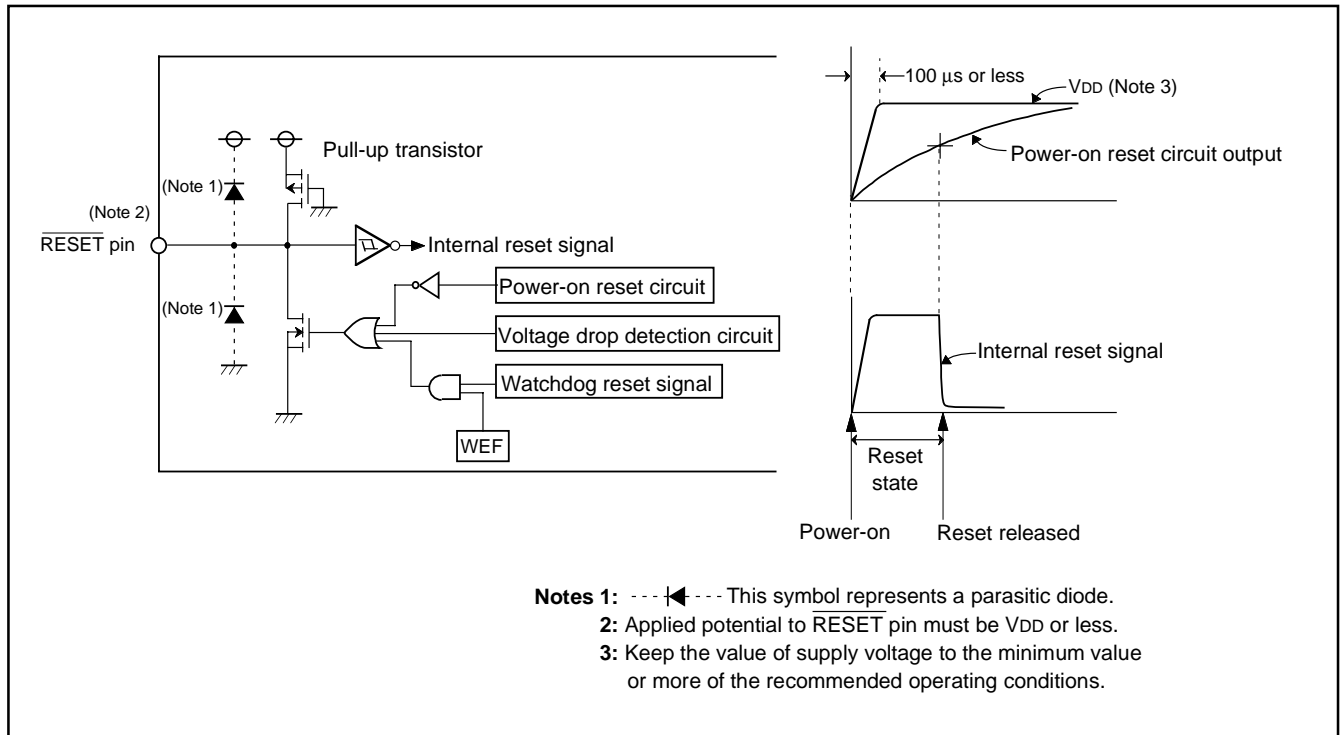 Pull-up transistor
(Note 1)
(Note 2)
RESET pin
Internal reset signal
Power-on reset circuit
(Note 1)
Voltage drop detection circuit
Watchdog reset signal
WEF
100 µs or less
VDD (Note 3)
Power-on reset circuit output
Internal reset signal
Reset
state
Power-on
Reset released
Notes 1: This symbol represents a parasitic diode.
2: Applied potential to RESET pin must be VDD or less.
3: Keep the value of supply voltage to the minimum value
or more of the recommended operating conditions.